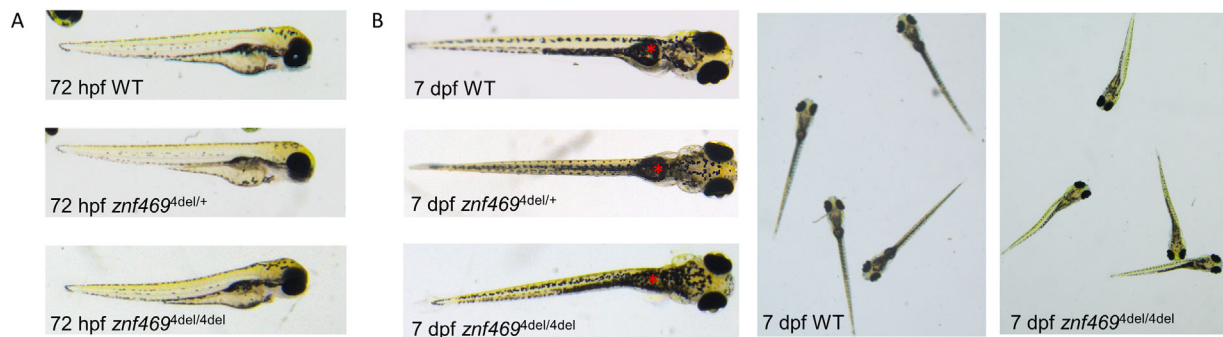 A
72 hpf WT
72 hpf znf469 4del/+
72 hpf znf469 4del/4del
B
7 dpf WT
7 dpf znf469 4del/+
7 dpf znf469 4del/4del
7 dpf WT
7 dpf znf469 4del/4del